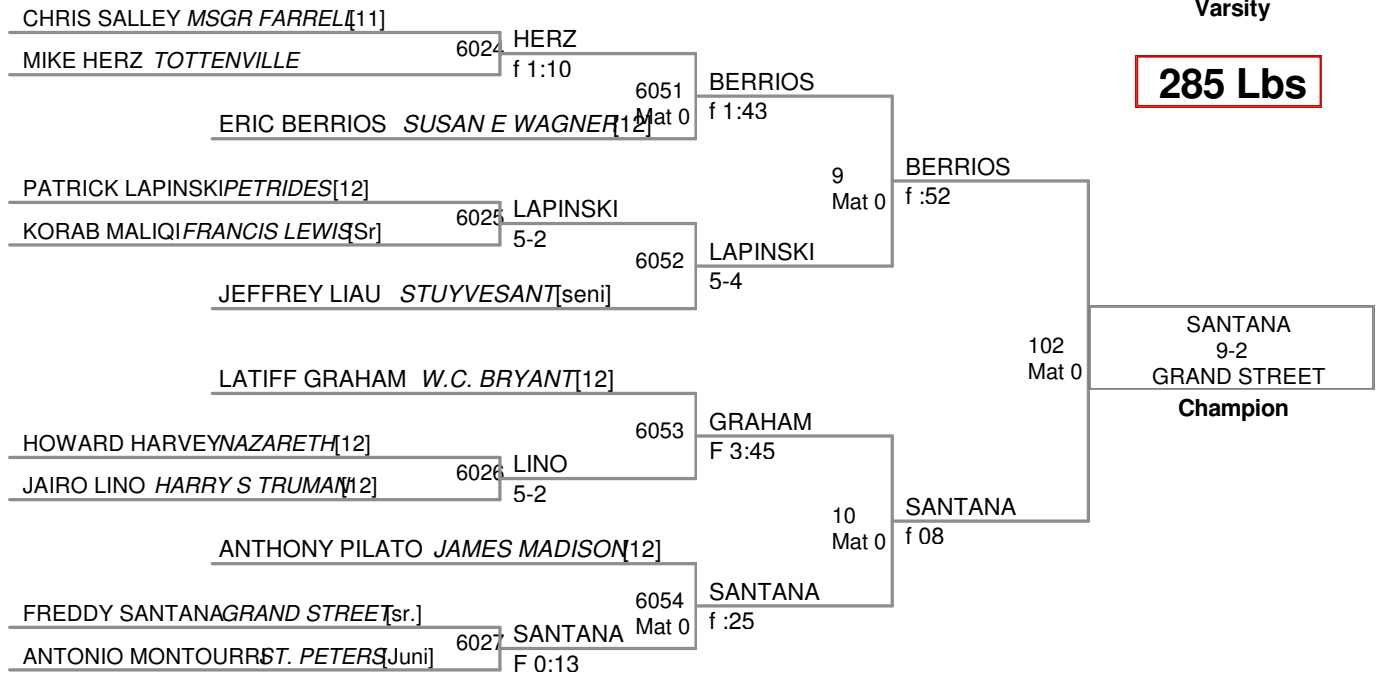 Varsity
285 Lbs
CHRIS SALLEY MSGR FARRELL[11]
MIKE HERZ TOTTENVILLE
6024
HERZ
f 1:10
ERIC BERRIOS SUSAN E WAGNER[12]
6051
Mat 0
BERRIOS
f 1:43
PATRICK LAPINSKI PETRIDES[12]
KORAB MALIQI FRANCIS LEWIS[Sr]
6025
LAPINSKI
5-2
JEFFREY LIAU STUYVESANT[seni]
6052
LAPINSKI
5-4
9
Mat 0
BERRIOS
f :52
LATIFF GRAHAM W.C. BRYANT[12]
HOWARD HARVEY NAZARETH[12]
JAIRO LINO HARRY S TRUMAN[12]
6026
LINO
5-2
6053
GRAHAM
F 3:45
ANTHONY PILATO JAMES MADISON[12]
FREDDY SANTANA GRAND STREET[sr.]
ANTONIO MONTOURRI ST. PETERS[Juni]
6027
SANTANA
F 0:13
6054
Mat 0
SANTANA
f :25
10
Mat 0
SANTANA
f 08
102
Mat 0
SANTANA
9-2
GRAND STREET
Champion